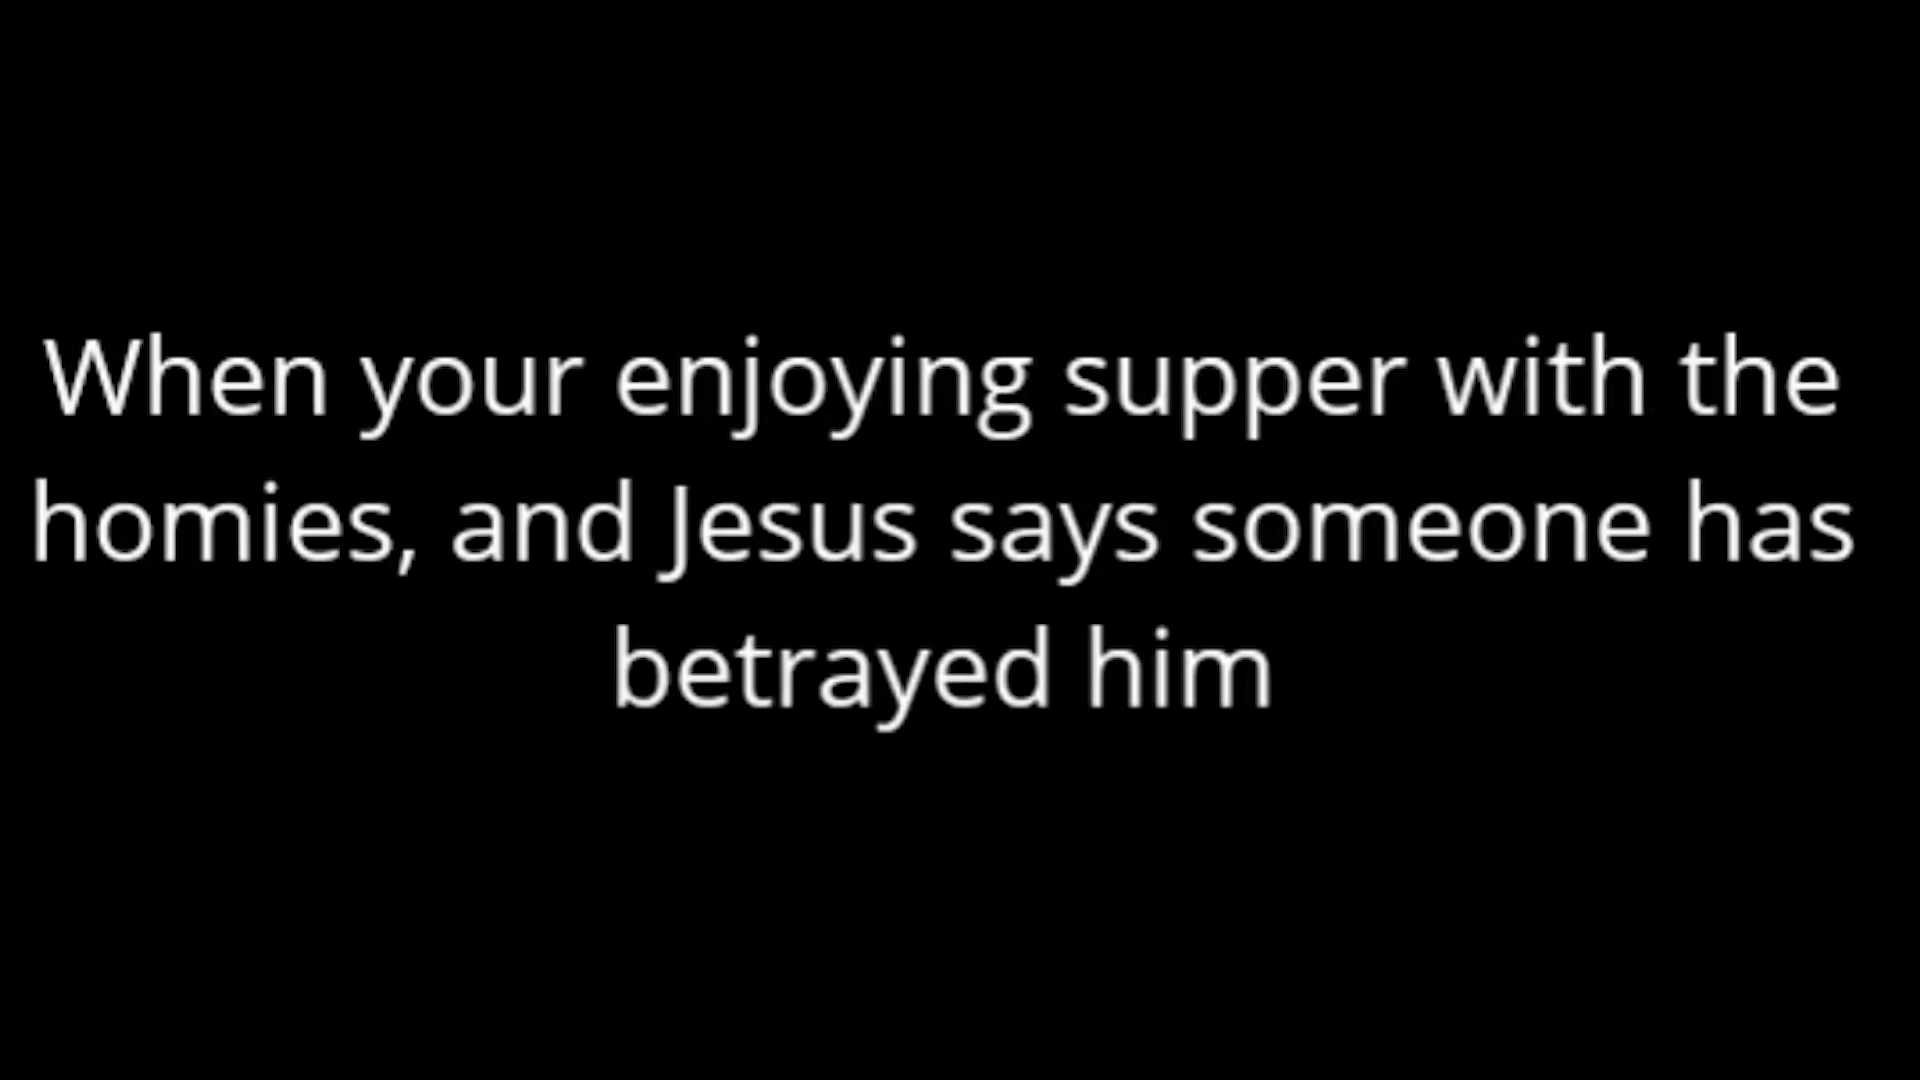 When your enjoying supper with the
homies, and Jesus says someone has
betrayed him